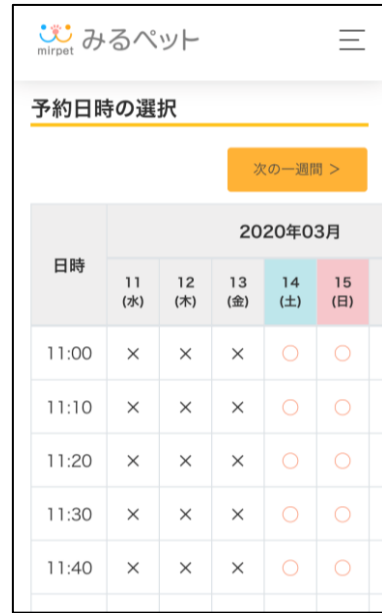 mirpet みるペット
予約日時の選択
次の一週間 >
2020年03月
日時
11 12 13 14 15
(水) (木) (金) (土) (日)
11:00 × × × ○ ○
11:10 × × × ○ ○
11:20 × × × ○ ○
11:30 × × × ○ ○
11:40 × × × ○ ○